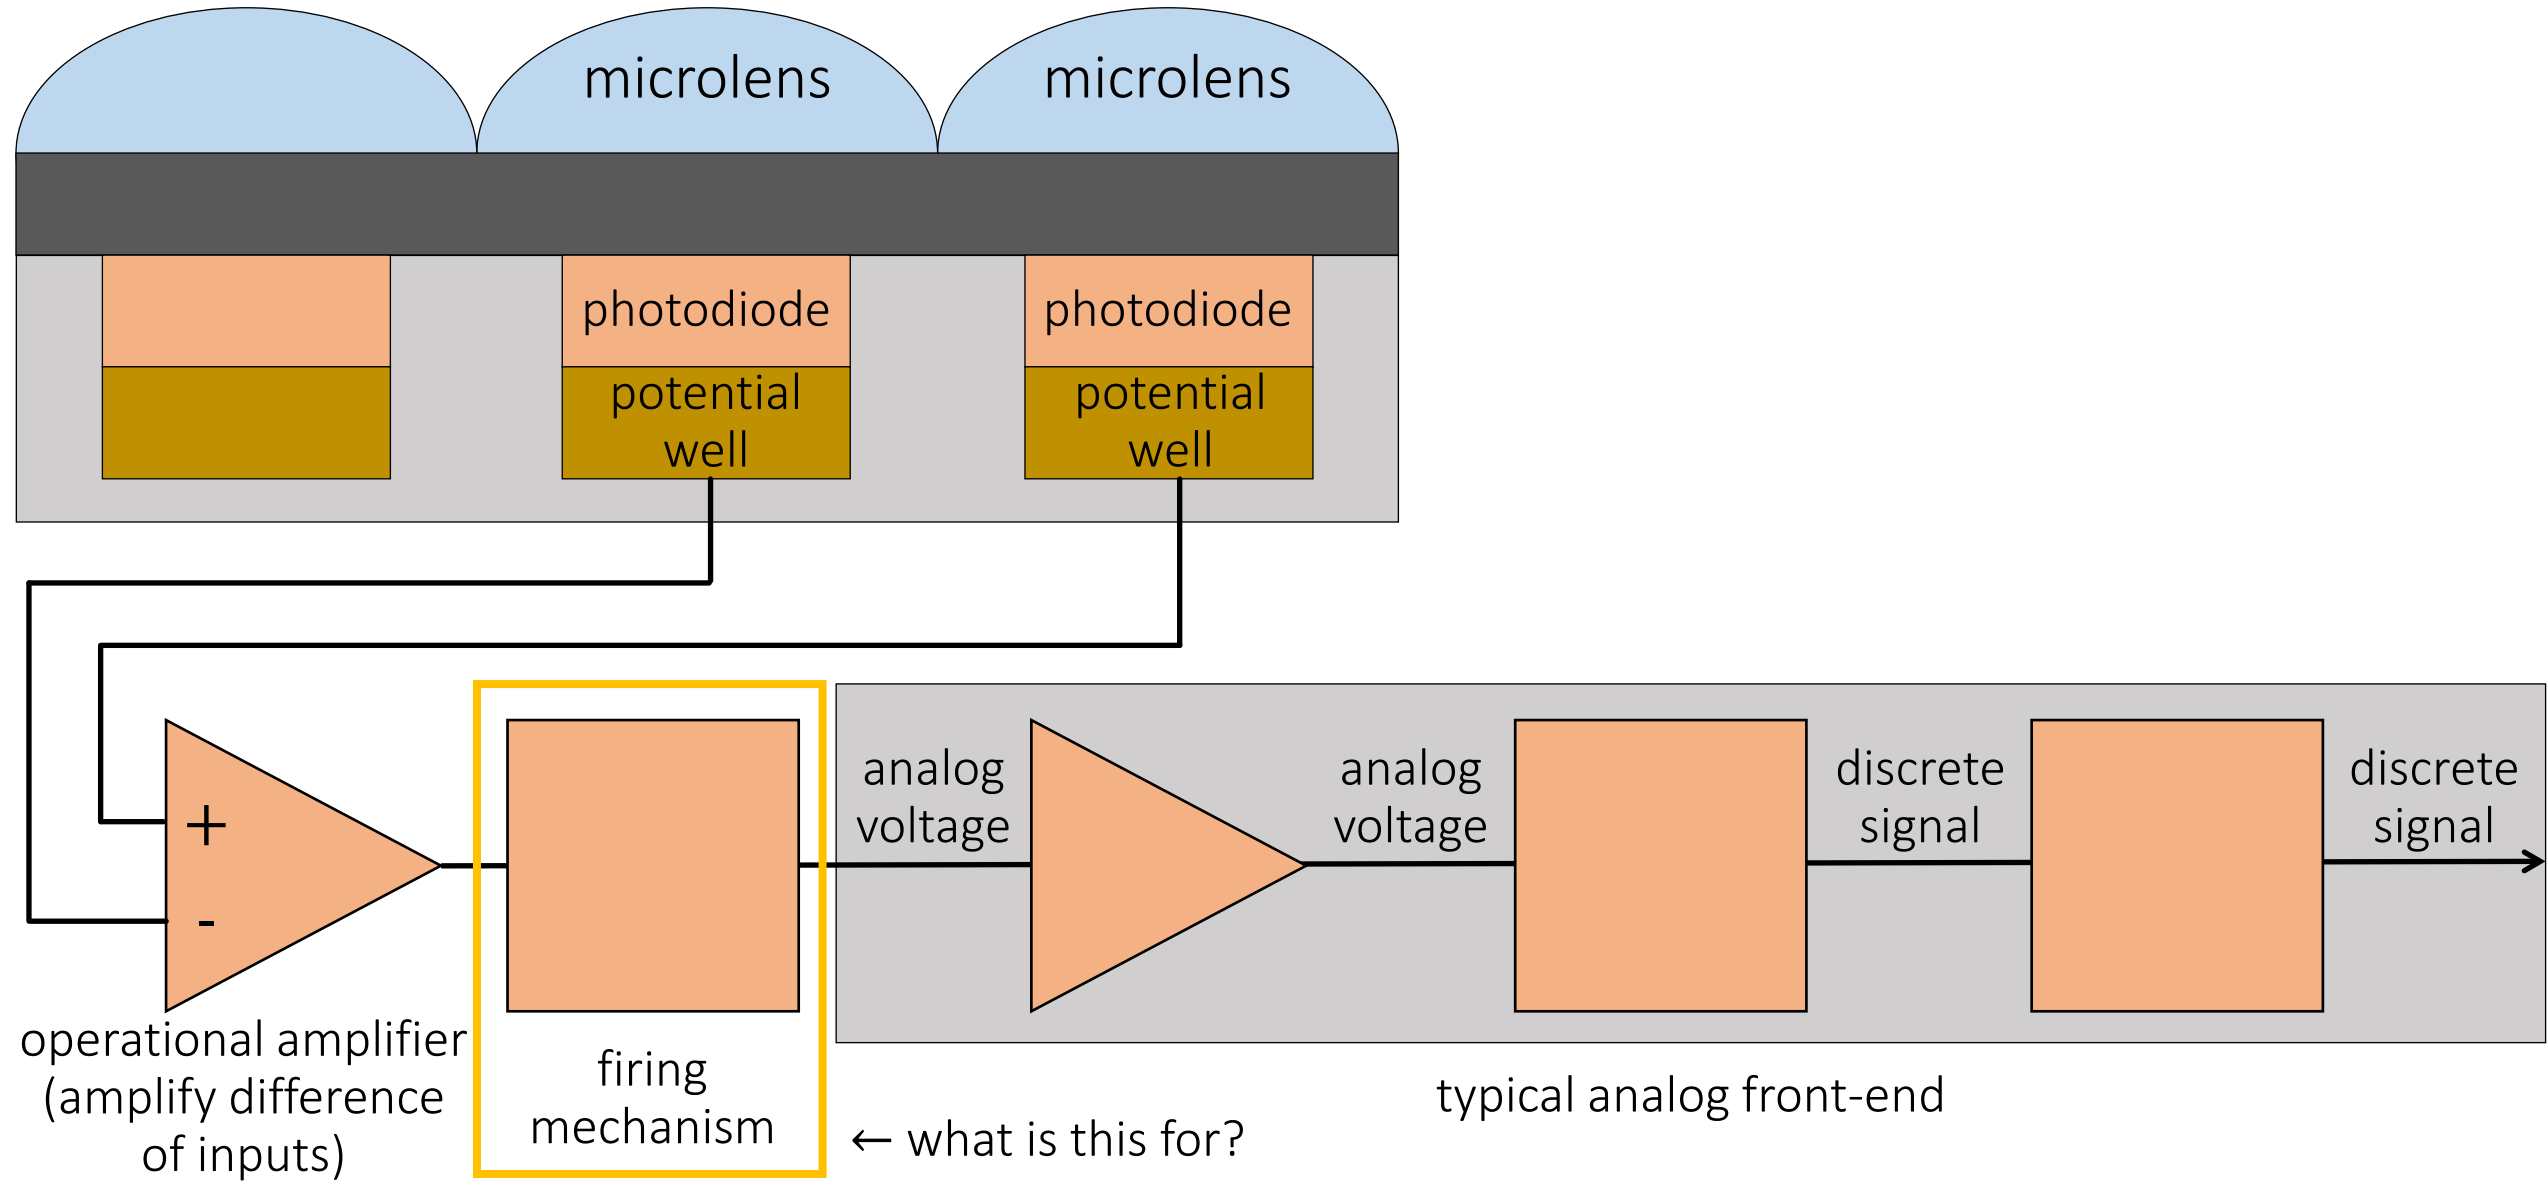 microlens
microlens
photodiode
photodiode
potential
well
potential
well
+
-
operational amplifier
(amplify difference
of inputs)
firing
mechanism
← what is this for?
analog
voltage
analog
voltage
discrete
signal
discrete
signal
typical analog front-end